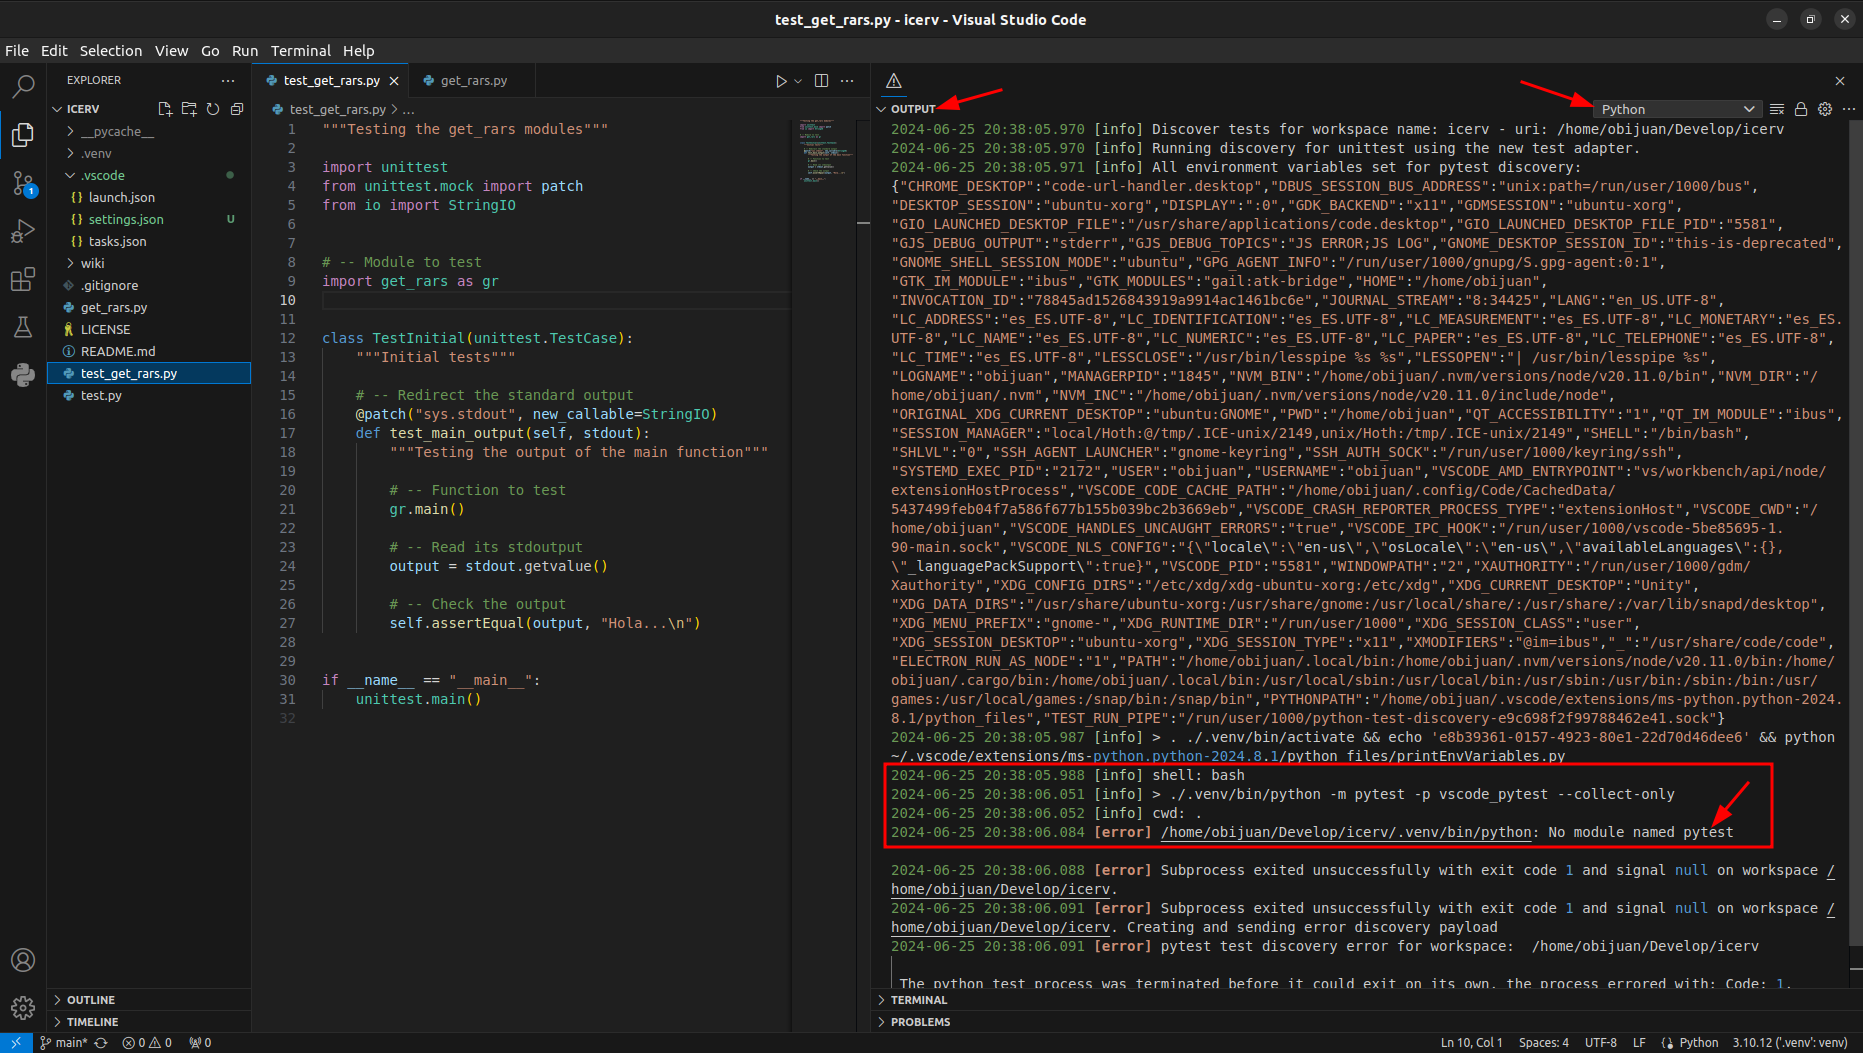 test_get_rars.py - icerv - Visual Studio Code
File Edit Selection View Go Run Terminal Help
EXPLORER
ICERV
__pycache__
.venv
.vscode
{} launch.json
{} settings.json U
{} tasks.json
wiki
.gitignore
get_rars.py
LICENSE
README.md
test_get_rars.py
test.py
OUTLINE
TIMELINE
1
test_get_rars.py
get_rars.py
test_get_rars.py > ...
1 """Testing the get_rars modules"""
2
3 import unittest
4 from unittest.mock import patch
5 from io import StringIO
6
7
8 # -- Module to test
9 import get_rars as gr
10
11
12 class TestInitial(unittest.TestCase):
13 """Initial tests"""
14
15 # -- Redirect the standard output
16 @patch("sys.stdout", new_callable=StringIO)
17 def test_main_output(self, stdout):
18 """Testing the output of the main function"""
19
20 # -- Function to test
21 gr.main()
22
23 # -- Read its stdoutput
24 output = stdout.getvalue()
25
26 # -- Check the output
27 self.assertEqual(output, "Hola...\n")
28
29
30 if __name__ == "__main__":
31 unittest.main()
32
OUTPUT
Python
2024-06-25 20:38:05.970 [info] Discover tests for workspace name: icerv - uri: /home/obijuan/Develop/icerv
2024-06-25 20:38:05.970 [info] Running discovery for unittest using the new test adapter.
2024-06-25 20:38:05.971 [info] All environment variables set for pytest discovery:
{"CHROME_DESKTOP":"code-url-handler.desktop","DBUS_SESSION_BUS_ADDRESS":"unix:path=/run/user/1000/bus",
"DESKTOP_SESSION":"ubuntu-xorg","DISPLAY":":0","GDK_BACKEND":"x11","GDMSESSION":"ubuntu-xorg",
"GIO_LAUNCHED_DESKTOP_FILE":"/usr/share/applications/code.desktop","GIO_LAUNCHED_DESKTOP_FILE_PID":"5581",
"GJS_DEBUG_OUTPUT":"stderr","GJS_DEBUG_TOPICS":"JS ERROR;JS LOG","GNOME_DESKTOP_SESSION_ID":"this-is-deprecated",
"GNOME_SHELL_SESSION_MODE":"ubuntu","GPG_AGENT_INFO":"/run/user/1000/gnupg/S.gpg-agent:0:1",
"GTK_IM_MODULE":"ibus","GTK_MODULES":"gail:atk-bridge","HOME":"/home/obijuan",
"INVOCATION_ID":"78845ad1526843919a9914ac1461bc6e","JOURNAL_STREAM":"8:34425","LANG":"en_US.UTF-8",
"LC_ADDRESS":"es_ES.UTF-8","LC_IDENTIFICATION":"es_ES.UTF-8","LC_MEASUREMENT":"es_ES.UTF-8","LC_MONETARY":"es_ES.
UTF-8","LC_NAME":"es_ES.UTF-8","LC_NUMERIC":"es_ES.UTF-8","LC_PAPER":"es_ES.UTF-8","LC_TELEPHONE":"es_ES.UTF-8",
"LC_TIME":"es_ES.UTF-8","LESSCLOSE":"/usr/bin/lesspipe %s %s","LESSOPEN":"| /usr/bin/lesspipe %s",
"LOGNAME":"obijuan","MANAGERPID":"1845","NVM_BIN":"/home/obijuan/.nvm/versions/node/v20.11.0/bin","NVM_DIR":"/
home/obijuan/.nvm","NVM_INC":"/home/obijuan/.nvm/versions/node/v20.11.0/include/node",
"ORIGINAL_XDG_CURRENT_DESKTOP":"ubuntu:GNOME","PWD":"/home/obijuan","QT_ACCESSIBILITY":"1","QT_IM_MODULE":"ibus",
"SESSION_MANAGER":"local/Hoth:@/tmp/.ICE-unix/2149,unix/Hoth:/tmp/.ICE-unix/2149","SHELL":"/bin/bash",
"SHLVL":"0","SSH_AGENT_LAUNCHER":"gnome-keyring","SSH_AUTH_SOCK":"/run/user/1000/keyring/ssh",
"SYSTEMD_EXEC_PID":"2172","USER":"obijuan","USERNAME":"obijuan","VSCODE_AMD_ENTRYPOINT":"vs/workbench/api/node/
extensionHostProcess","VSCODE_CODE_CACHE_PATH":"/home/obijuan/.config/Code/CachedData/
5437499feb04f7a586f677b155b039bc2b3669eb","VSCODE_CRASH_REPORTER_PROCESS_TYPE":"extensionHost","VSCODE_CWD":"/
home/obijuan","VSCODE_HANDLES_UNCAUGHT_ERRORS":"true","VSCODE_IPC_HOOK":"/run/user/1000/vscode-5be85695-1.
90-main.sock","VSCODE_NLS_CONFIG":"{\"locale\":\"en-us\",\"osLocale\":\"en-us\",\"availableLanguages\":{},
\"_languagePackSupport\":true}","VSCODE_PID":"5581","WINDOWPATH":"2","XAUTHORITY":"/run/user/1000/gdm/
Xauthority","XDG_CONFIG_DIRS":"/etc/xdg/xdg-ubuntu-xorg:/etc/xdg","XDG_CURRENT_DESKTOP":"Unity",
"XDG_DATA_DIRS":"/usr/share/ubuntu-xorg:/usr/share/gnome:/usr/local/share/:/usr/share/:/var/lib/snapd/desktop",
"XDG_MENU_PREFIX":"gnome-","XDG_RUNTIME_DIR":"/run/user/1000","XDG_SESSION_CLASS":"user",
"XDG_SESSION_DESKTOP":"ubuntu-xorg","XDG_SESSION_TYPE":"x11","XMODIFIERS":"@im=ibus","_":"/usr/share/code/code",
"ELECTRON_RUN_AS_NODE":"1","PATH":"/home/obijuan/.local/bin:/home/obijuan/.nvm/versions/node/v20.11.0/bin:/home/
obijuan/.cargo/bin:/home/obijuan/.local/bin:/usr/local/sbin:/usr/local/bin:/usr/sbin:/usr/bin:/sbin:/bin:/usr/
games:/usr/local/games:/snap/bin:/snap/bin","PYTHONPATH":"/home/obijuan/.vscode/extensions/ms-python.python-2024.
8.1/python_files","TEST_RUN_PIPE":"/run/user/1000/python-test-discovery-e9c698f2f99788462e41.sock"}
2024-06-25 20:38:05.987 [info] > . ./.venv/bin/activate && echo 'e8b39361-0157-4923-80e1-22d70d46dee6' && python
~/.vscode/extensions/ms-python.python-2024.8.1/python_files/printEnvVariables.py
2024-06-25 20:38:05.988 [info] shell: bash
2024-06-25 20:38:06.051 [info] > ./.venv/bin/python -m pytest -p vscode_pytest --collect-only
2024-06-25 20:38:06.052 [info] cwd: .
2024-06-25 20:38:06.084 [error] /home/obijuan/Develop/icerv/.venv/bin/python: No module named pytest
2024-06-25 20:38:06.088 [error] Subprocess exited unsuccessfully with exit code 1 and signal null on workspace /
home/obijuan/Develop/icerv.
2024-06-25 20:38:06.091 [error] Subprocess exited unsuccessfully with exit code 1 and signal null on workspace /
home/obijuan/Develop/icerv. Creating and sending error discovery payload
2024-06-25 20:38:06.091 [error] pytest test discovery error for workspace:  /home/obijuan/Develop/icerv
The python test process was terminated before it could exit on its own, the process errored with: Code: 1,
TERMINAL
PROBLEMS
main* 0 0 0 Ln 10, Col 1 Spaces: 4 UTF-8 LF Python 3.10.12 ('.venv': venv)